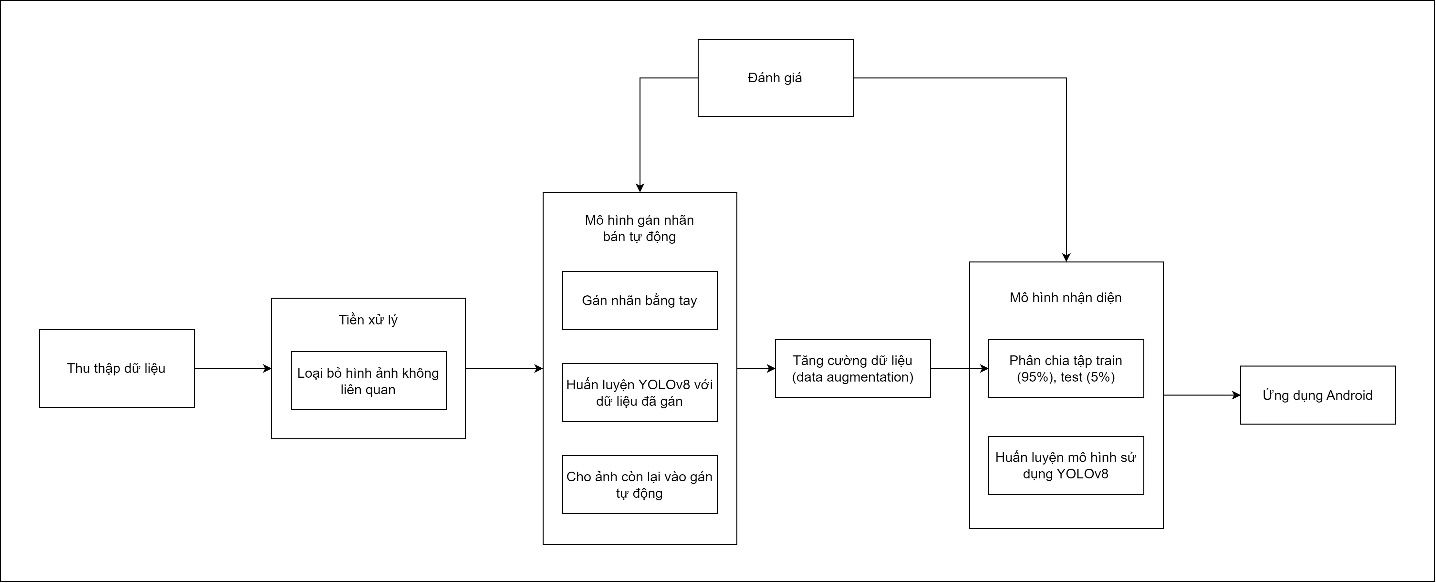 Đánh giá
Thu thập dữ liệu
Tiền xử lý
Loại bỏ hình ảnh không
liên quan
Mô hình gán nhãn
bán tự động
Gán nhãn bằng tay
Huấn luyện YOLOv8 với
dữ liệu đã gán
Cho ảnh còn lại vào gán
tự động
Tăng cường dữ liệu
(data augmentation)
Mô hình nhận diện
Phân chia tập train
(95%), test (5%)
Huấn luyện mô hình sử
dụng YOLOv8
Ứng dụng Android